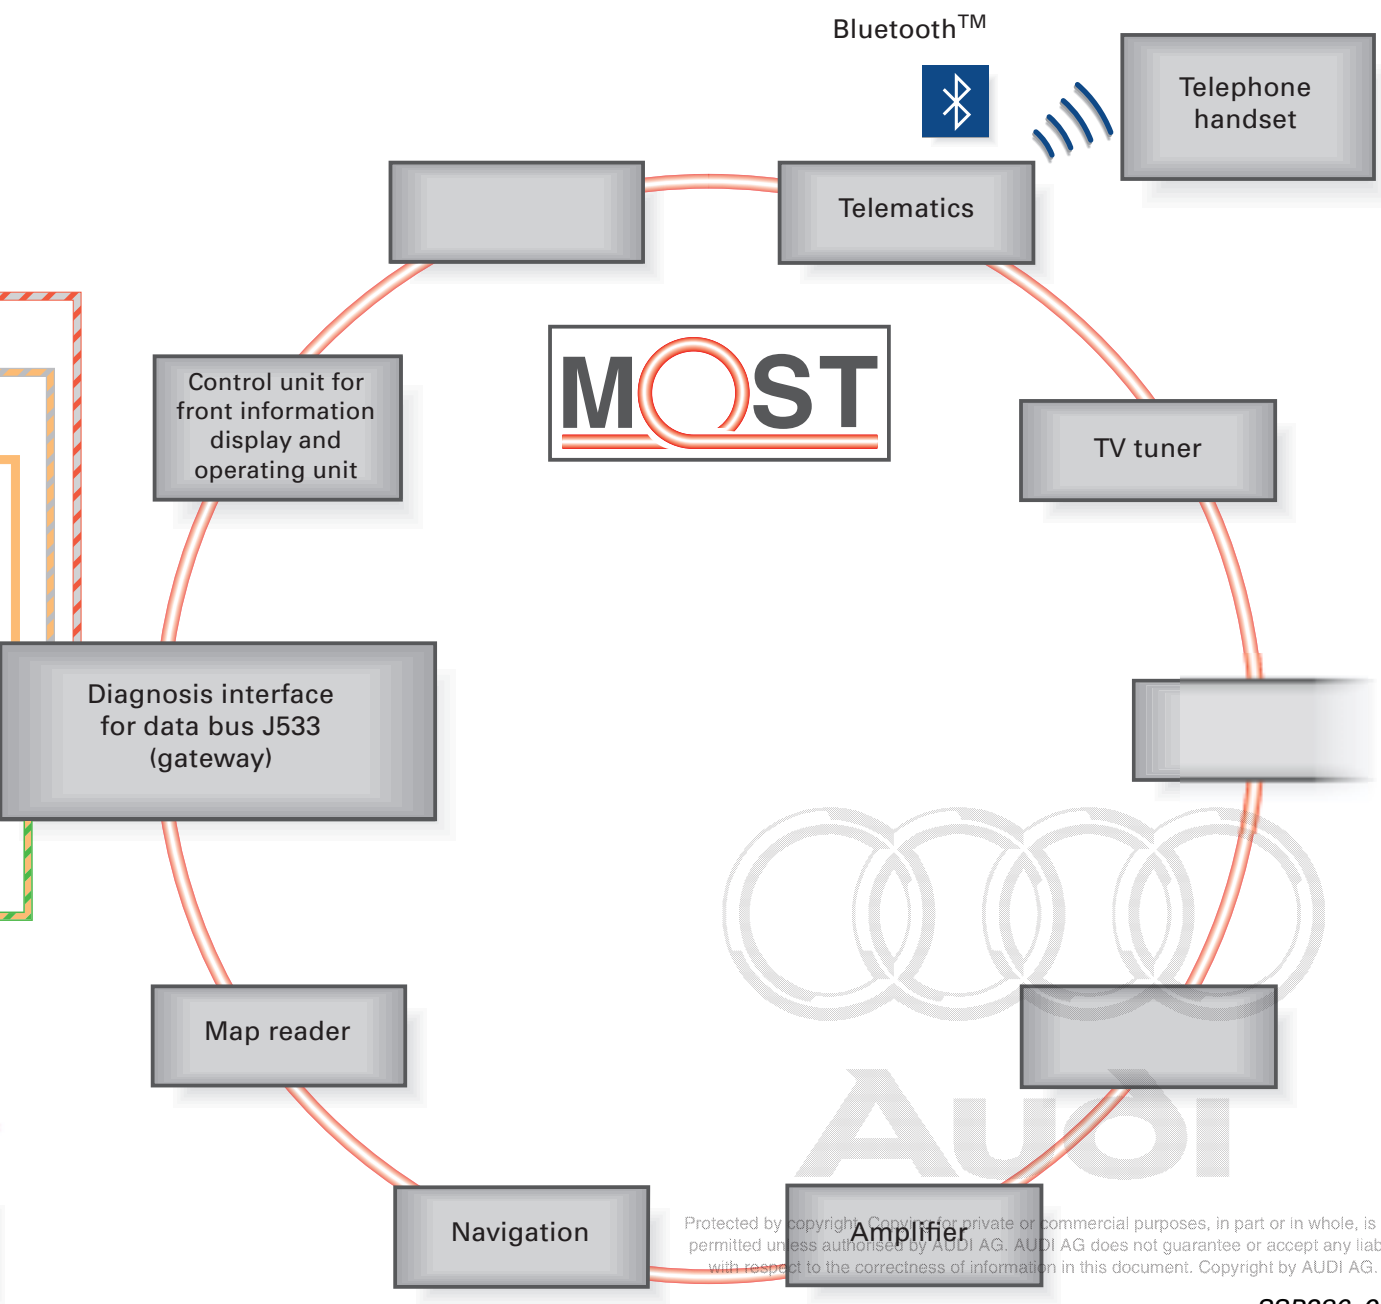 Bluetooth™
Telephone
handset
Telematics
MOST
Control unit for
front information
display and
operating unit
TV tuner
Diagnosis interface
for data bus J533
(gateway)
Map reader
Navigation
Amplifier
Audi
Protected by copyright. Copying for private or commercial purposes, in part or in whole, is
permitted unless authorised by AUDI AG. AUDI AG does not guarantee or accept any liab
with respect to the correctness of information in this document. Copyright by AUDI AG.